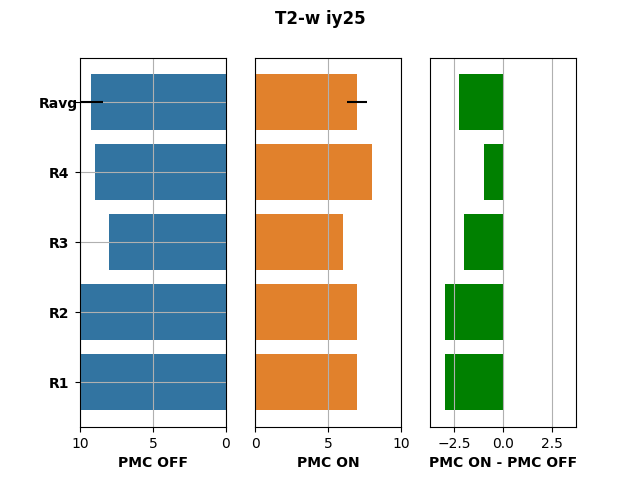 T2-w iy25
Ravg
R4
R3
R2
R1
10 5 0
0 5 10
−2.5 0.0 2.5
PMC OFF
PMC ON
PMC ON - PMC OFF